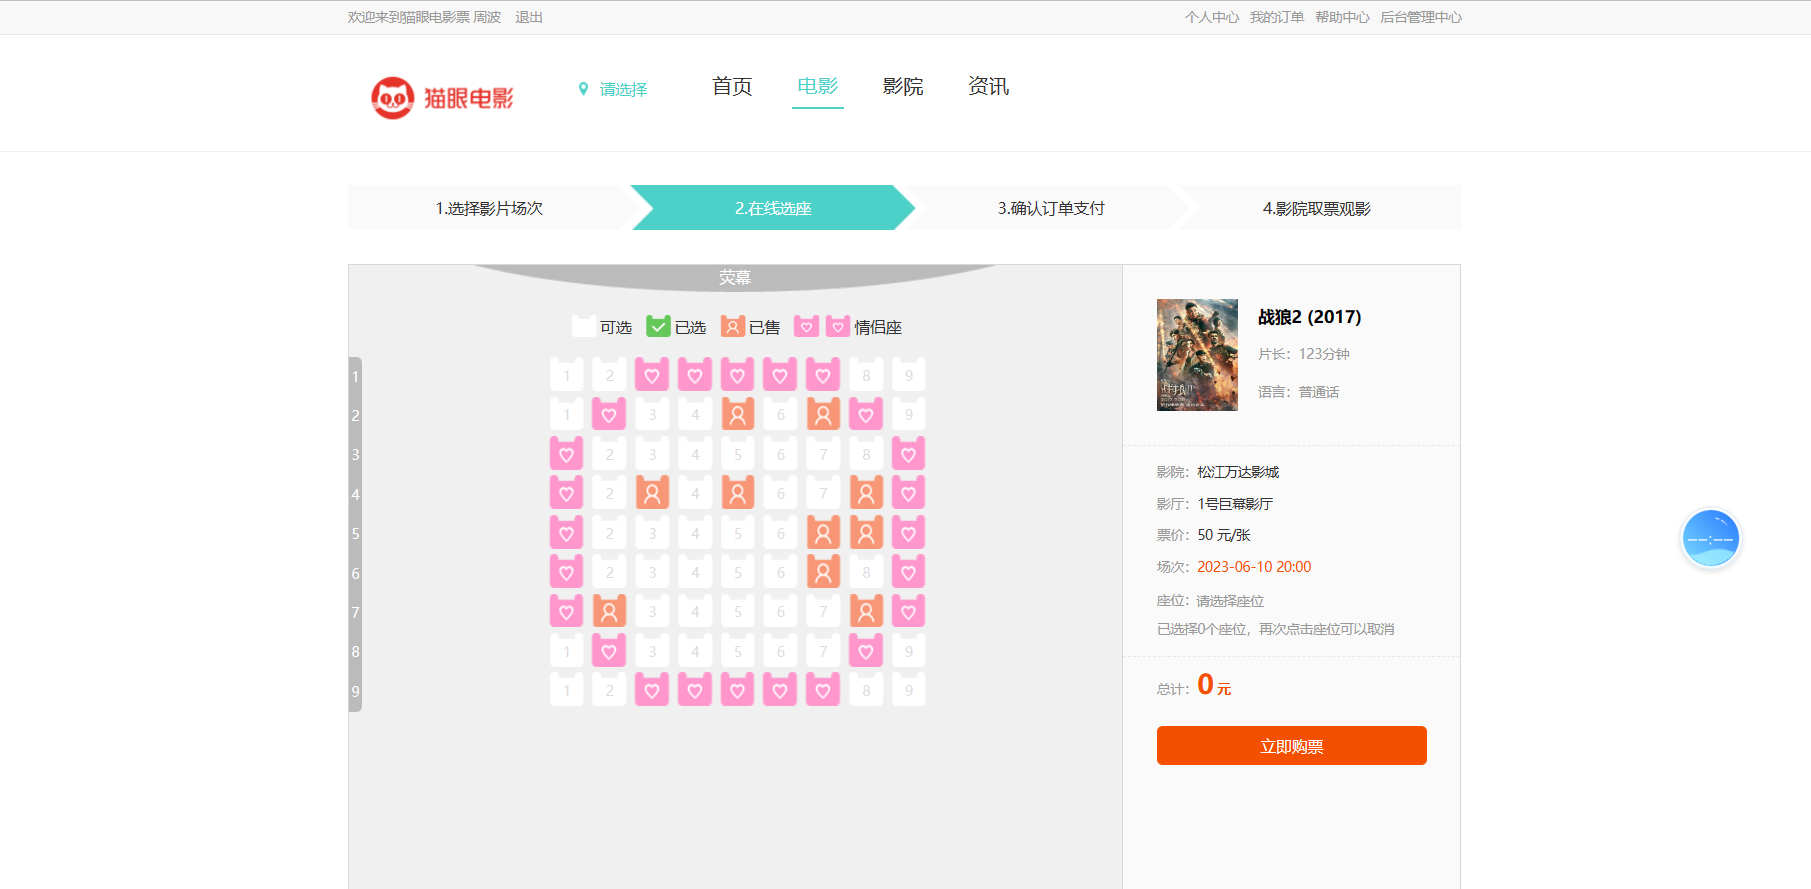 欢迎来到猫眼电影票 周波 退出
个人中心 我的订单 帮助中心 后台管理中心
猫眼电影
请选择
首页 电影 影院 资讯
1.选择影片场次 2.在线选座 3.确认订单支付 4.影院取票观影
荧幕
可选 已选 已售 情侣座
1 1 2 8 9
2 1 3 4 6 9
3 2 3 4 5 6 7 8
4 2 4 6 7
5 2 3 4 5 6
6 2 3 4 5 6 8
7 3 4 5 6 7
8 1 3 4 5 6 7 9
9 1 2 8 9
战狼2 (2017)
片长：123分钟
语言：普通话
影院：松江万达影城
影厅：1号巨幕影厅
票价：50 元/张
场次：2023-06-10 20:00
座位：请选择座位
已选择0个座位，再次点击座位可以取消
总计：0 元
立即购票
--:--